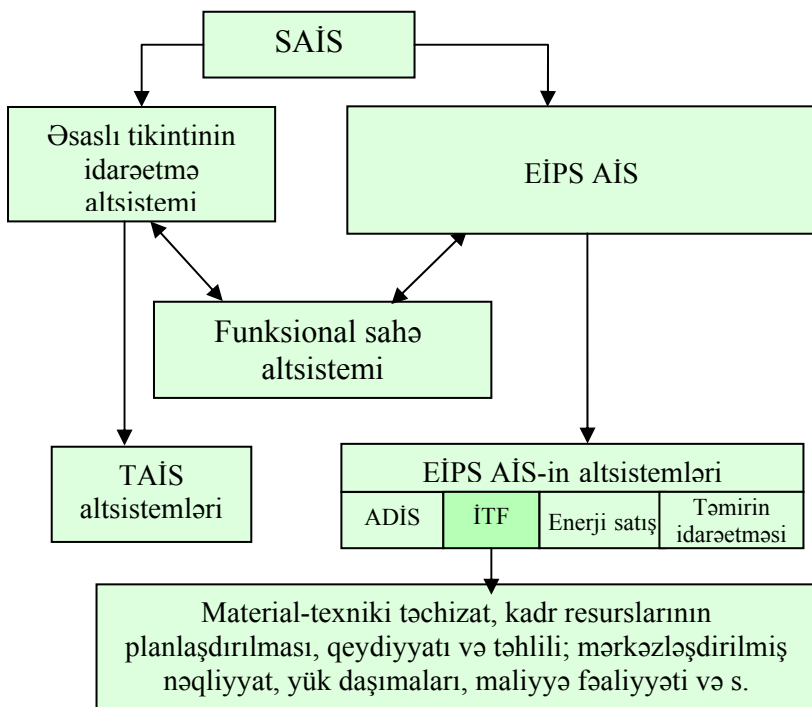 SAİS
Əsaslı tikintinin
idarəetmə
altsistemi
EİPS AİS
Funksional sahə
altsistemi
TAİS
altsistemləri
EİPS AİS-in altsistemləri
ADİS
İTF
Enerji satış
Təmirin
idarəetməsi
Material-texniki təchizat, kadr resurslarının
planlaşdırılması, qeydiyyatı və təhlili; mərkəzləşdirilmiş
nəqliyyat, yük daşımaları, maliyyə fəaliyyəti və s.